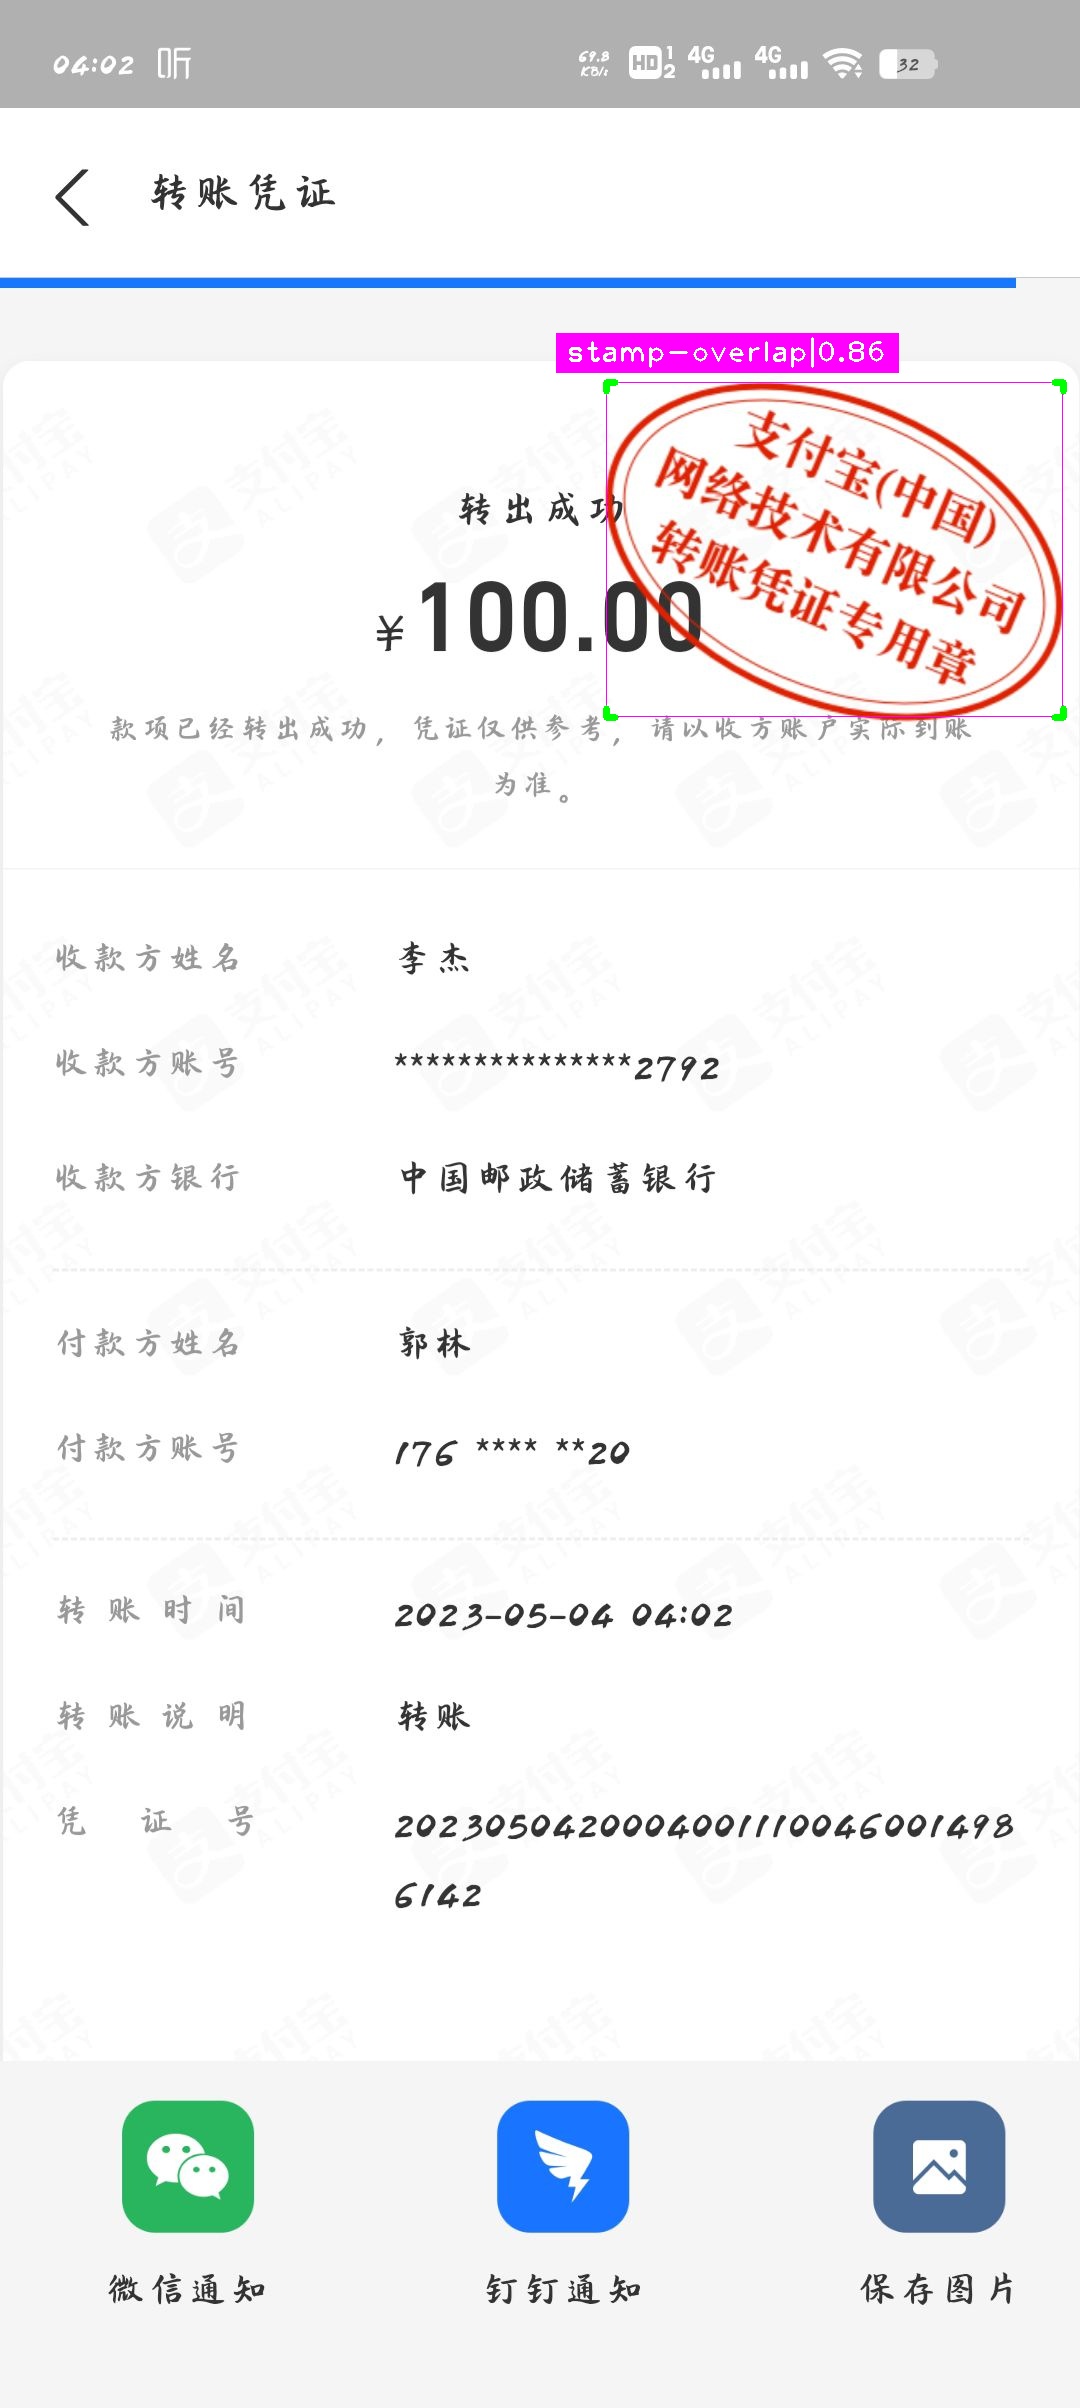 04:02 听 69.8 KB/s HD 1 2 4G 4G 32
转账凭证
stamp-overlap|0.86
支付宝(中国)
网络技术有限公司
转账凭证专用章
转出成功
¥100.00
款项已经转出成功，凭证仅供参考，请以收方账户实际到账
为准。
收款方姓名 李杰
收款方账号 ***************2792
收款方银行 中国邮政储蓄银行
付款方姓名 郭林
付款方账号 176 **** **20
转账时间 2023-05-04 04:02
转账说明 转账
凭证号 2023050420004001110046001498
6142
微信通知 钉钉通知 保存图片
支付宝 ALIPAY